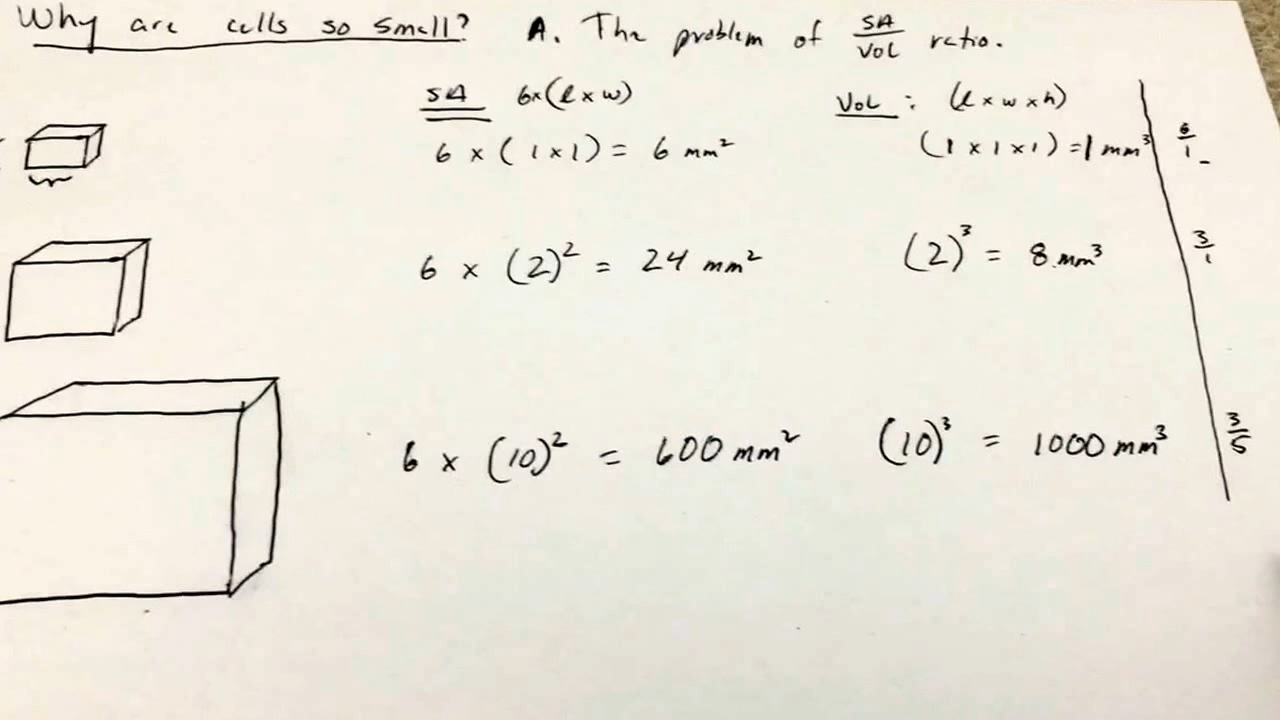 Why are cells so small? A. The problem of SA/VOL ratio.
SA 6x(l x w) VOL : (l x w x h)
6 x (1 x 1) = 6 mm² (1 x 1 x 1) = 1 mm³ 6/1
6 x (2)² = 24 mm² (2)³ = 8 mm³ 3/1
6 x (10)² = 600 mm² (10)³ = 1000 mm³ 3/5